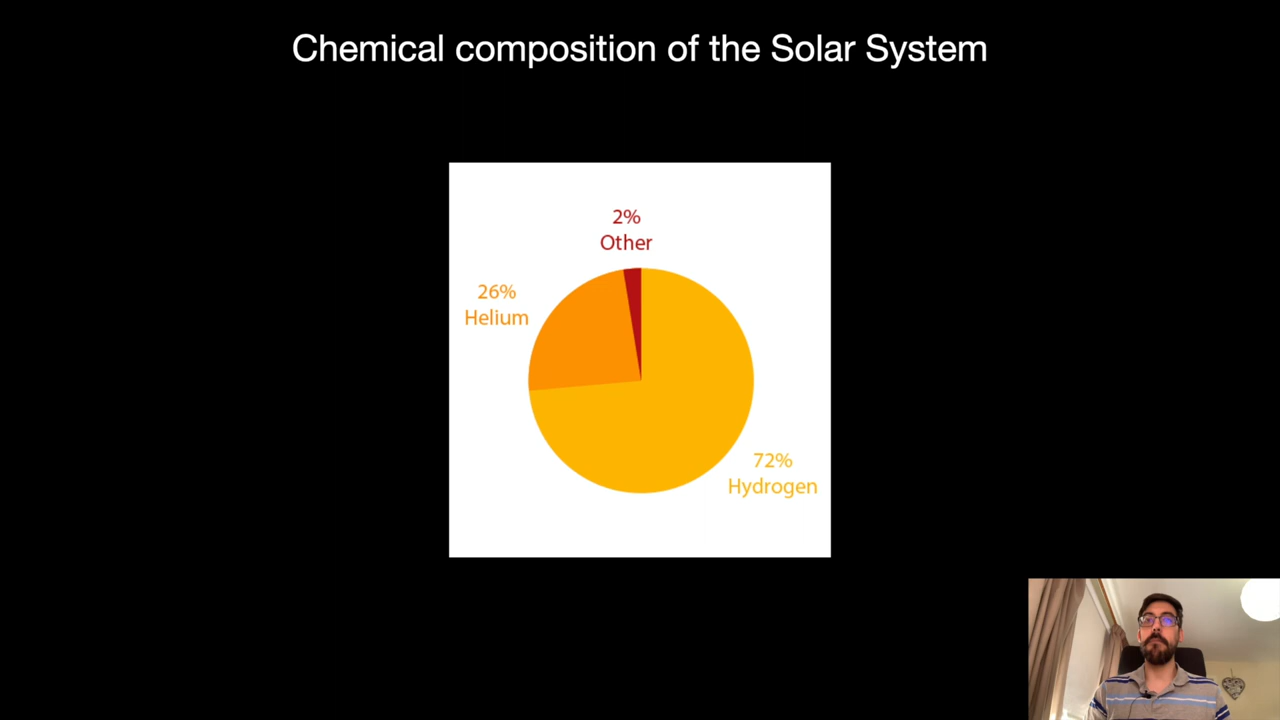 Chemical composition of the Solar System
2%
Other
26%
Helium
72%
Hydrogen